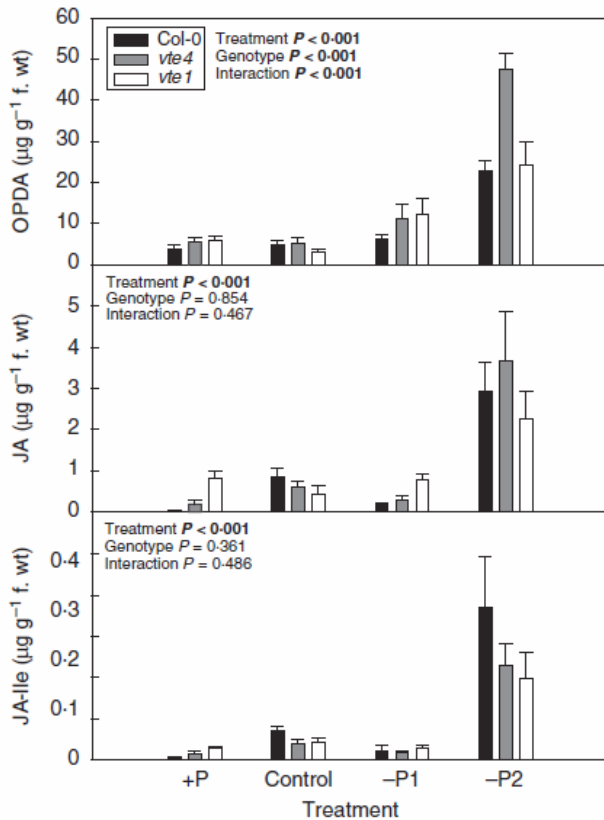 60
50
40
30
20
10
0
OPDA (µg g⁻¹ f. wt)
Col-0
vte4
vte1
Treatment P < 0·001
Genotype P < 0·001
Interaction P < 0·001
5
4
3
2
1
0
JA (µg g⁻¹ f. wt)
Treatment P < 0·001
Genotype P = 0·854
Interaction P = 0·467
0·4
0·3
0·2
0·1
0
JA-Ile (µg g⁻¹ f. wt)
Treatment P < 0·001
Genotype P = 0·361
Interaction P = 0·486
+P Control –P1 –P2
Treatment